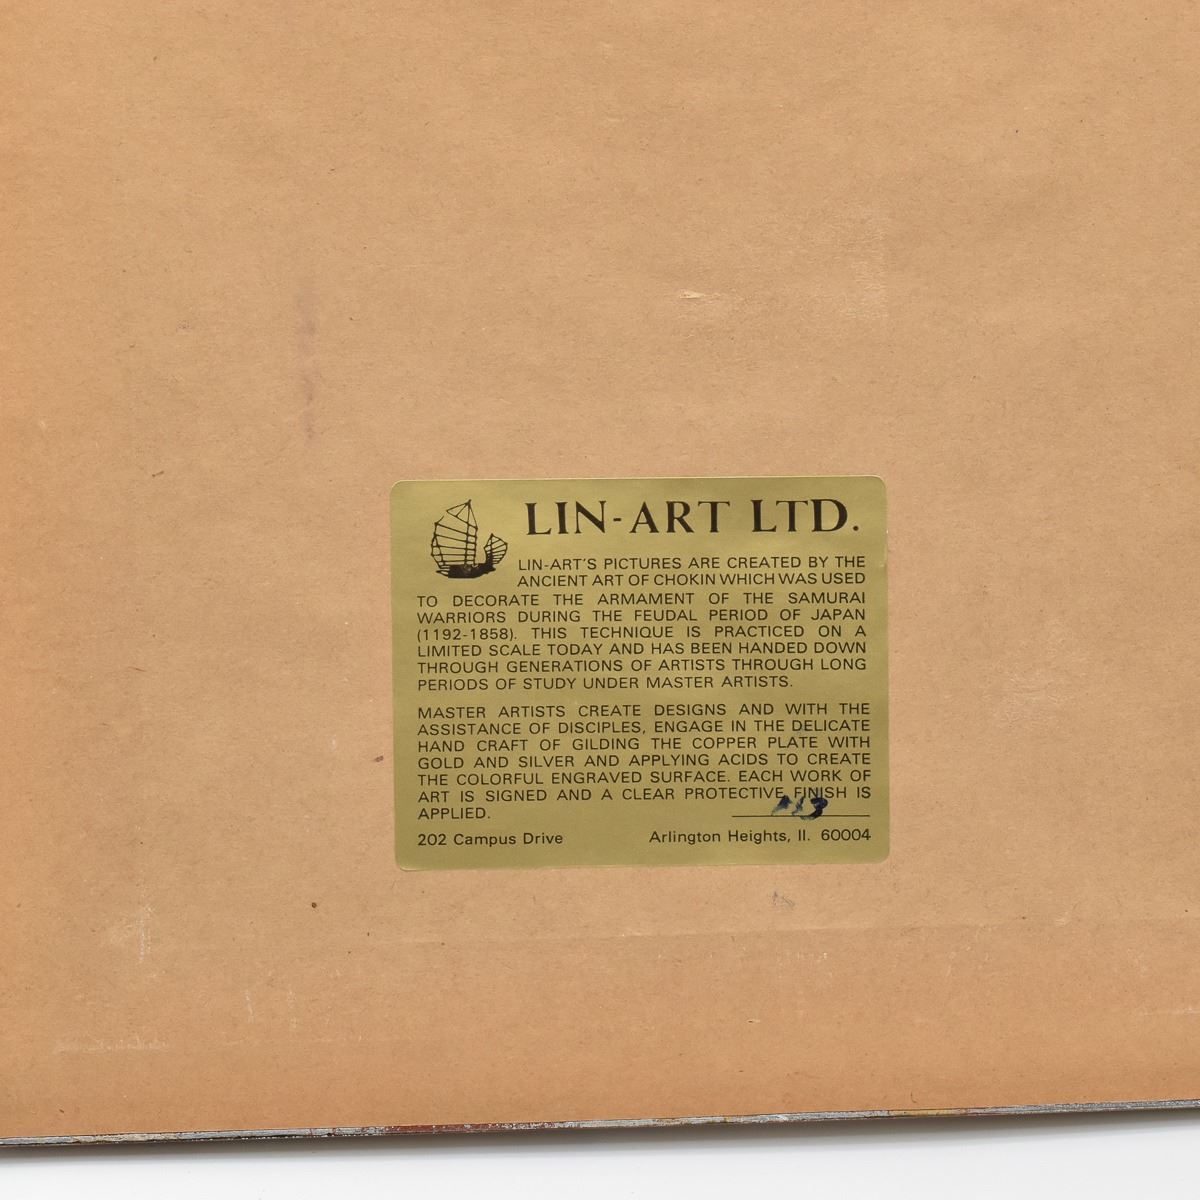 LIN-ART LTD.
LIN-ART'S PICTURES ARE CREATED BY THE
ANCIENT ART OF CHOKIN WHICH WAS USED
TO DECORATE THE ARMAMENT OF THE SAMURAI
WARRIORS DURING THE FEUDAL PERIOD OF JAPAN
(1192-1858). THIS TECHNIQUE IS PRACTICED ON A
LIMITED SCALE TODAY AND HAS BEEN HANDED DOWN
THROUGH GENERATIONS OF ARTISTS THROUGH LONG
PERIODS OF STUDY UNDER MASTER ARTISTS.
MASTER ARTISTS CREATE DESIGNS AND WITH THE
ASSISTANCE OF DISCIPLES, ENGAGE IN THE DELICATE
HAND CRAFT OF GILDING THE COPPER PLATE WITH
GOLD AND SILVER AND APPLYING ACIDS TO CREATE
THE COLORFUL ENGRAVED SURFACE. EACH WORK OF
ART IS SIGNED AND A CLEAR PROTECTIVE FINISH IS
APPLIED.
202 Campus Drive Arlington Heights, Il. 60004